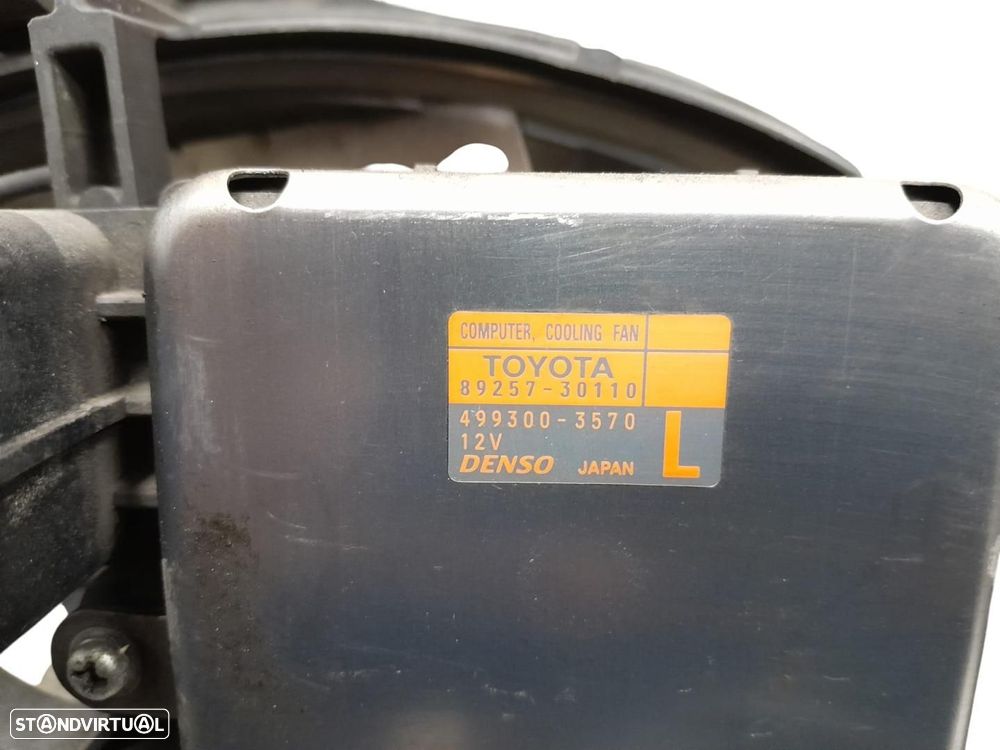 COMPUTER, COOLING FAN
TOYOTA
89257-30110
499300-3570
12V
L
DENSO JAPAN
STANDVIRTUAL